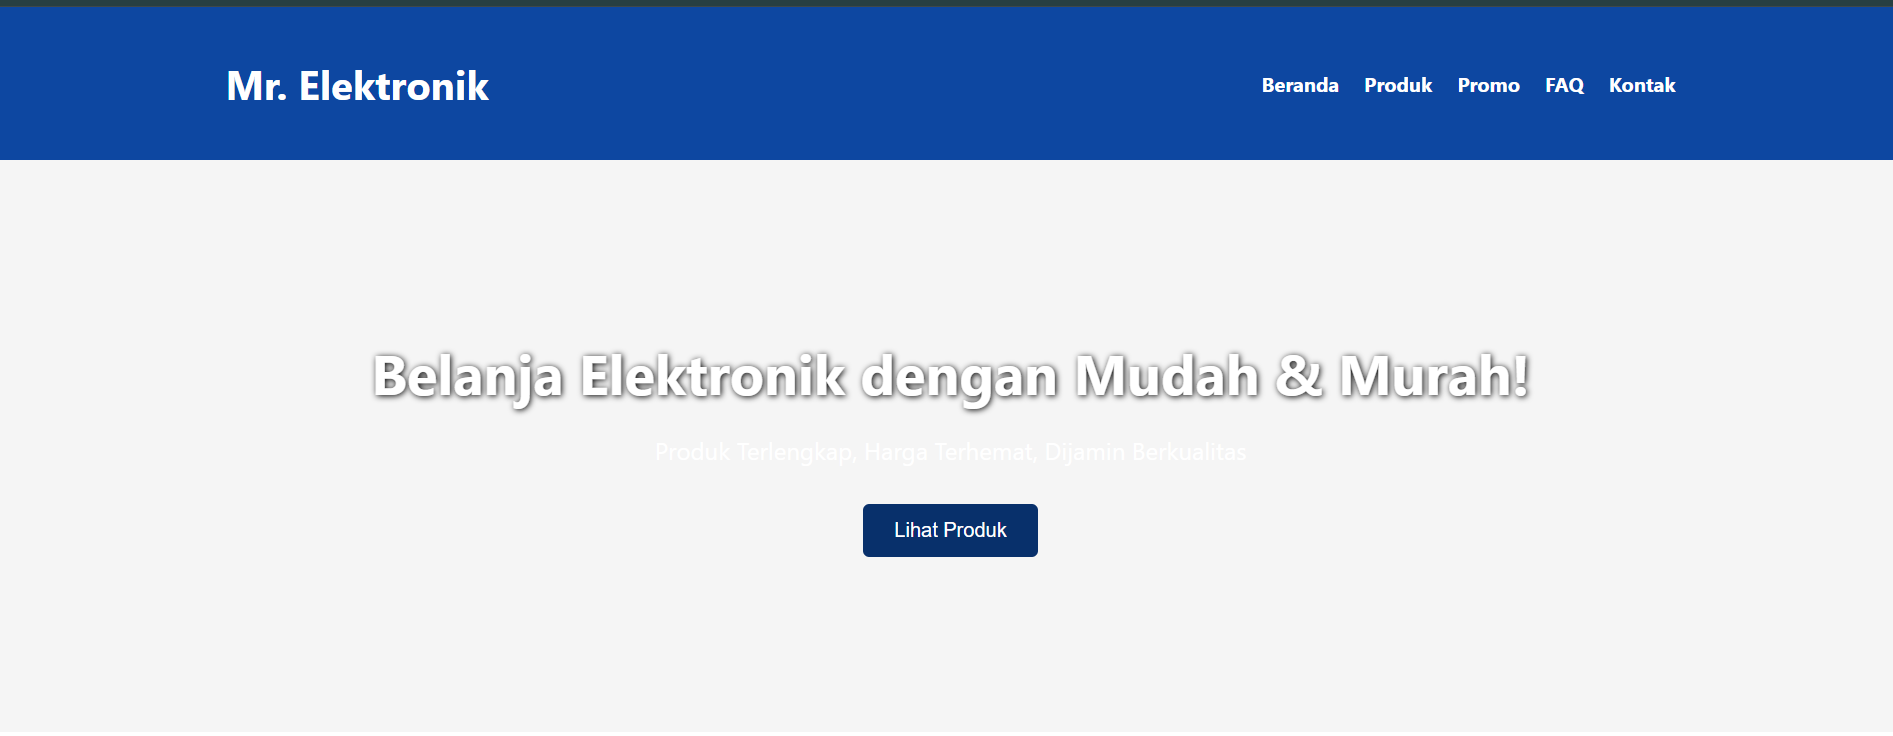 Mr. Elektronik
Beranda Produk Promo FAQ Kontak
Belanja Elektronik dengan Mudah & Murah!
Produk Terlengkap, Harga Terhemat, Dijamin Berkualitas
Lihat Produk